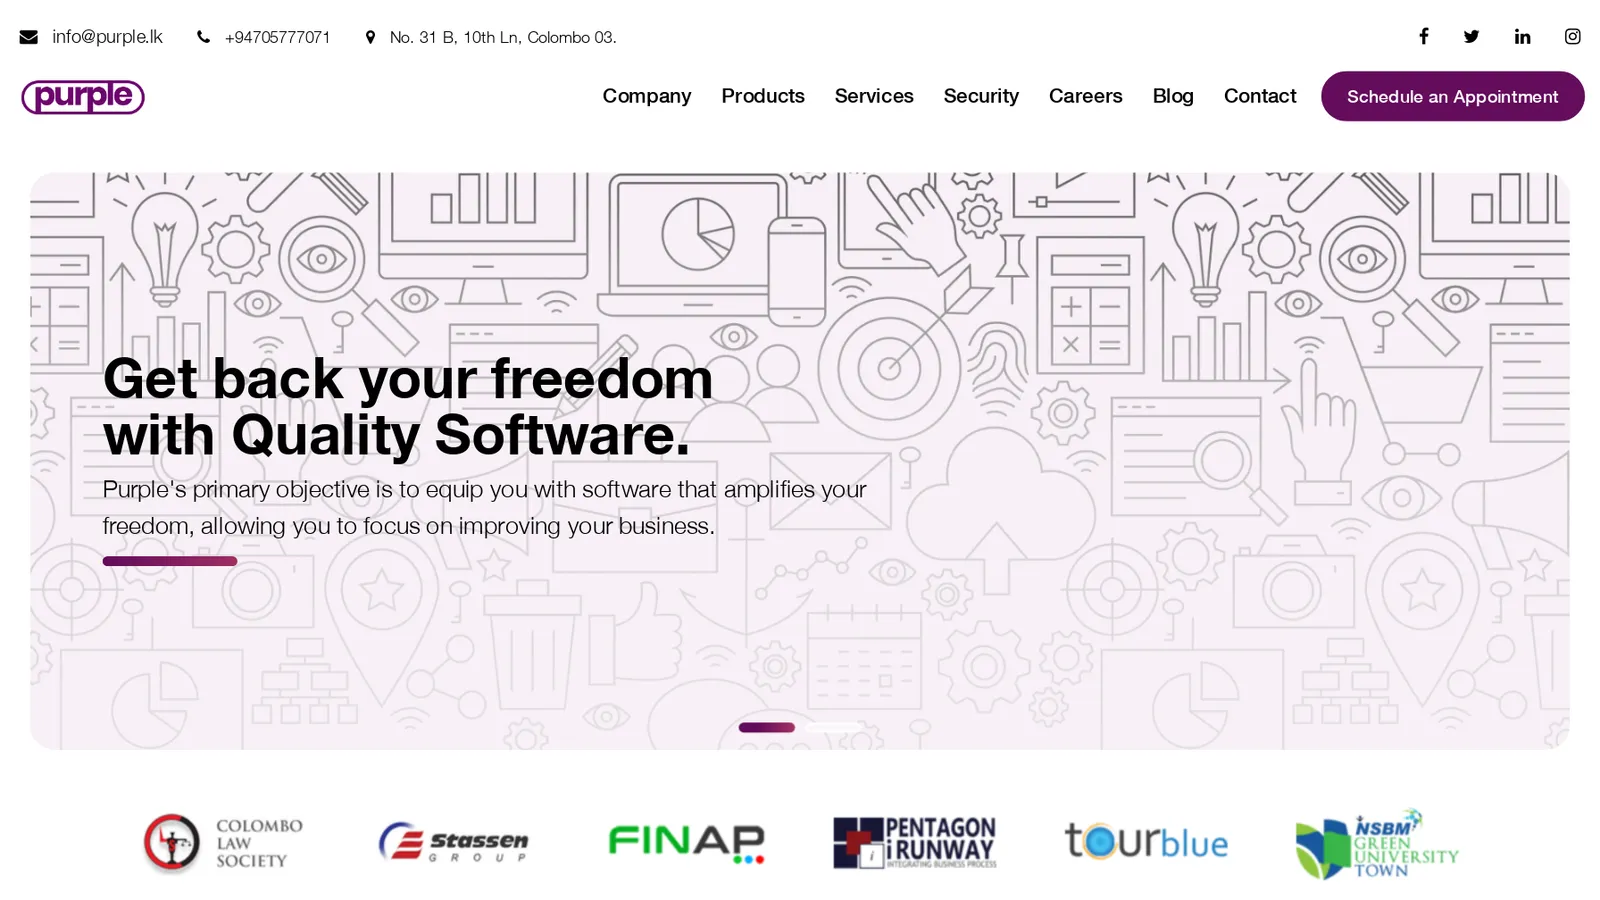 info@purple.lk
+94705777071
No. 31 B, 10th Ln, Colombo 03.
purple
Company
Products
Services
Security
Careers
Blog
Contact
Schedule an Appointment
Get back your freedom
with Quality Software.
Purple's primary objective is to equip you with software that amplifies your
freedom, allowing you to focus on improving your business.
COLOMBO
LAW
SOCIETY
Stassen
GROUP
FINAP
PENTAGON
iRUNWAY
INTEGRATING BUSINESS PROCESS
tourblue
NSBM
GREEN
UNIVERSITY
TOWN